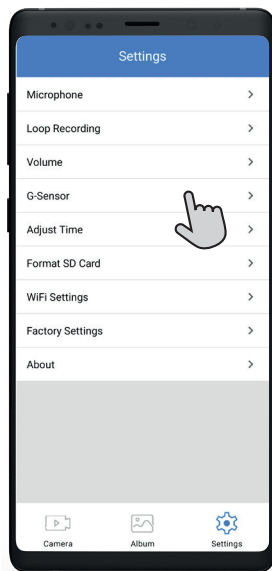 Settings
Microphone
Loop Recording
Volume
G-Sensor
Adjust Time
Format SD Card
WiFi Settings
Factory Settings
About
Camera Album Settings